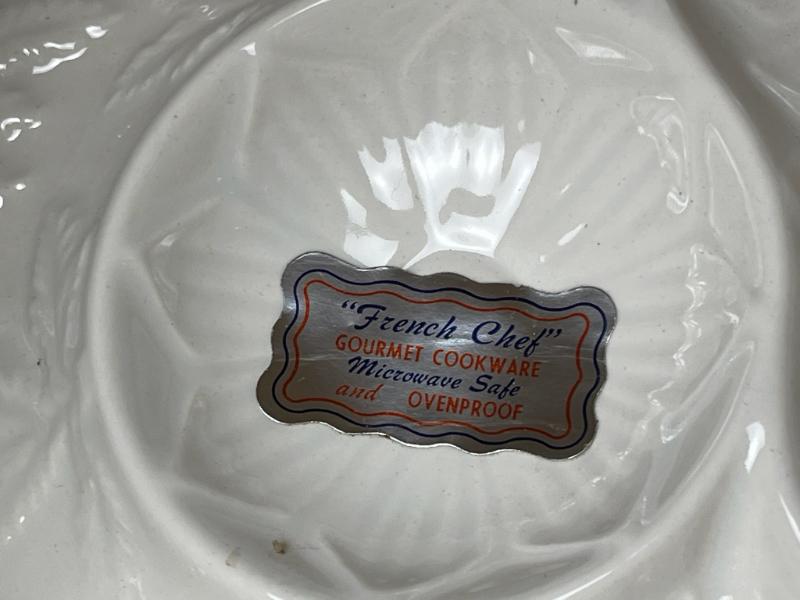 “French Chef”
GOURMET COOKWARE
Microwave Safe
and OVENPROOF